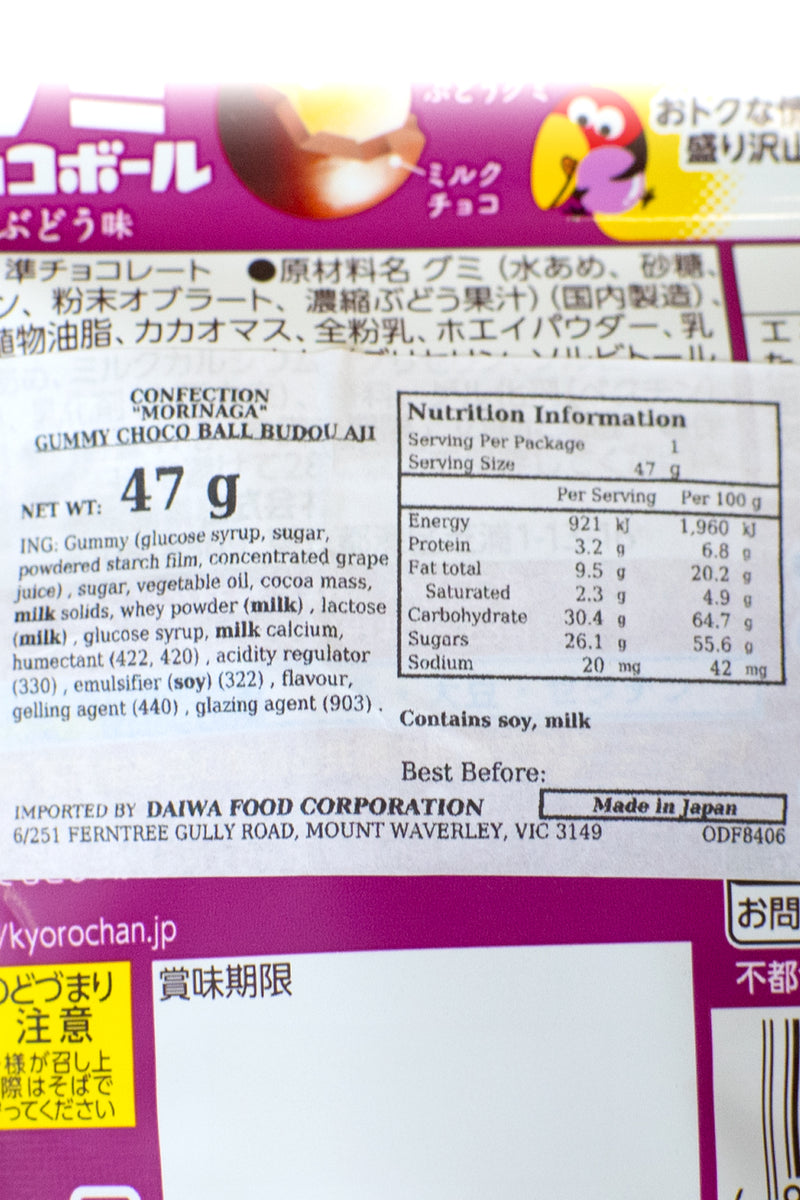 コボール
ぶどう味
ミルク
チョコ
おトクな
盛り沢山
準チョコレート ●原材料名 グミ（水あめ、砂糖、
ン、粉末オブラート、濃縮ぶどう果汁）（国内製造）、
植物油脂、カカオマス、全粉乳、ホエイパウダー、乳
CONFECTION
"MORINAGA"
GUMMY CHOCO BALL BUDOU AJI
NET WT: 47 g
ING: Gummy (glucose syrup, sugar,
powdered starch film, concentrated grape
juice) , sugar, vegetable oil, cocoa mass,
milk solids, whey powder (milk) , lactose
(milk) , glucose syrup, milk calcium,
humectant (422, 420) , acidity regulator
(330) , emulsifier (soy) (322) , flavour,
gelling agent (440) , glazing agent (903) .
Nutrition Information
Serving Per Package 1
Serving Size 47 g
Per Serving Per 100 g
Energy 921 kJ 1,960 kJ
Protein 3.2 g 6.8 g
Fat total 9.5 g 20.2 g
Saturated 2.3 g 4.9 g
Carbohydrate 30.4 g 64.7 g
Sugars 26.1 g 55.6 g
Sodium 20 mg 42 mg
Contains soy, milk
Best Before:
Made in Japan
IMPORTED BY DAIWA FOOD CORPORATION
6/251 FERNTREE GULLY ROAD, MOUNT WAVERLEY, VIC 3149
ODF8406
/kyorochan.jp
お問
不都
のどづまり
注意
様が召し上
際はそばで
ってください
賞味期限